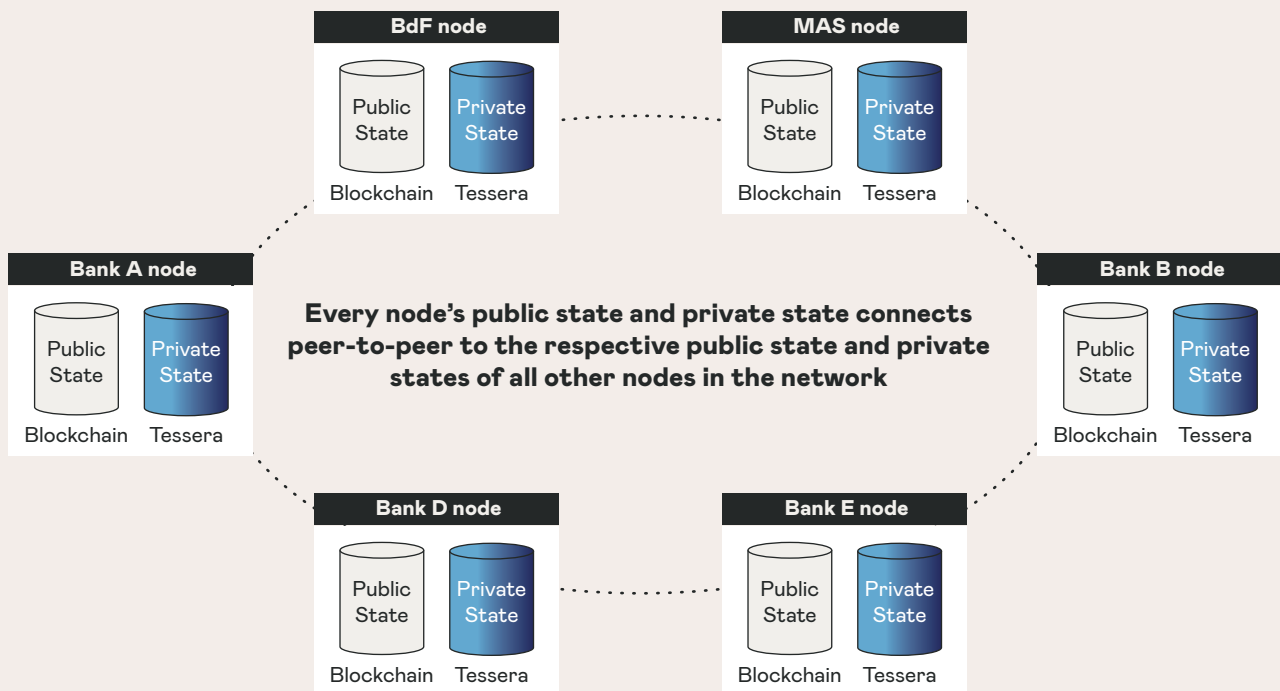 BdF node
Public
State
Private
State
Blockchain
Tessera
MAS node
Public
State
Private
State
Blockchain
Tessera
Bank A node
Public
State
Private
State
Blockchain
Tessera
Every node’s public state and private state connects
peer-to-peer to the respective public state and private
states of all other nodes in the network
Bank B node
Public
State
Private
State
Blockchain
Tessera
Bank D node
Public
State
Private
State
Blockchain
Tessera
Bank E node
Public
State
Private
State
Blockchain
Tessera